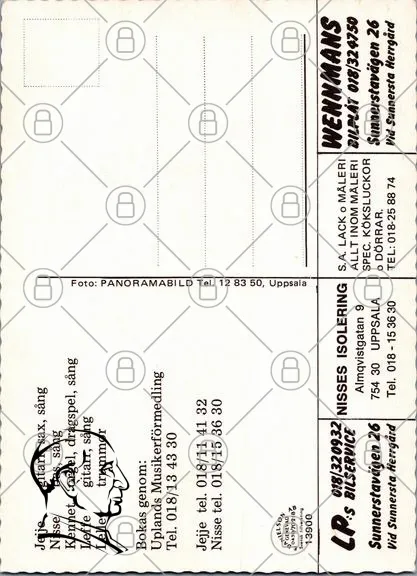 Jejje gitarr, sax, sång
Nisse bas, sång
Kennet orgel, dragspel, sång
Leffe gitarr, sång
trummor
Bokas genom:
Uplands Musikerförmedling
Tel. 018/13 43 30
Jejje tel. 018/11 41 32
Nisse tel. 018/15 36 30
Foto: PANORAMABILD Tel. 12 83 50, Uppsala
13900
LP:s BILSERVICE
018/320932
Sunnerstavägen 26
NISSES ISOLERING
Almqvistgatan 9
754 30 UPPSALA
Tel. 018 - 15 36 30
S.A. LACK o MÅLERI
ALLT INOM MÅLERI
SPEC. KÖKSLUCKOR
o DÖRRAR.
TEL: 018-25 88 74
WENNMANS
BILPLÅT 018/324750
Sunnerstavägen 26
Vid Sunnersta Herrgård